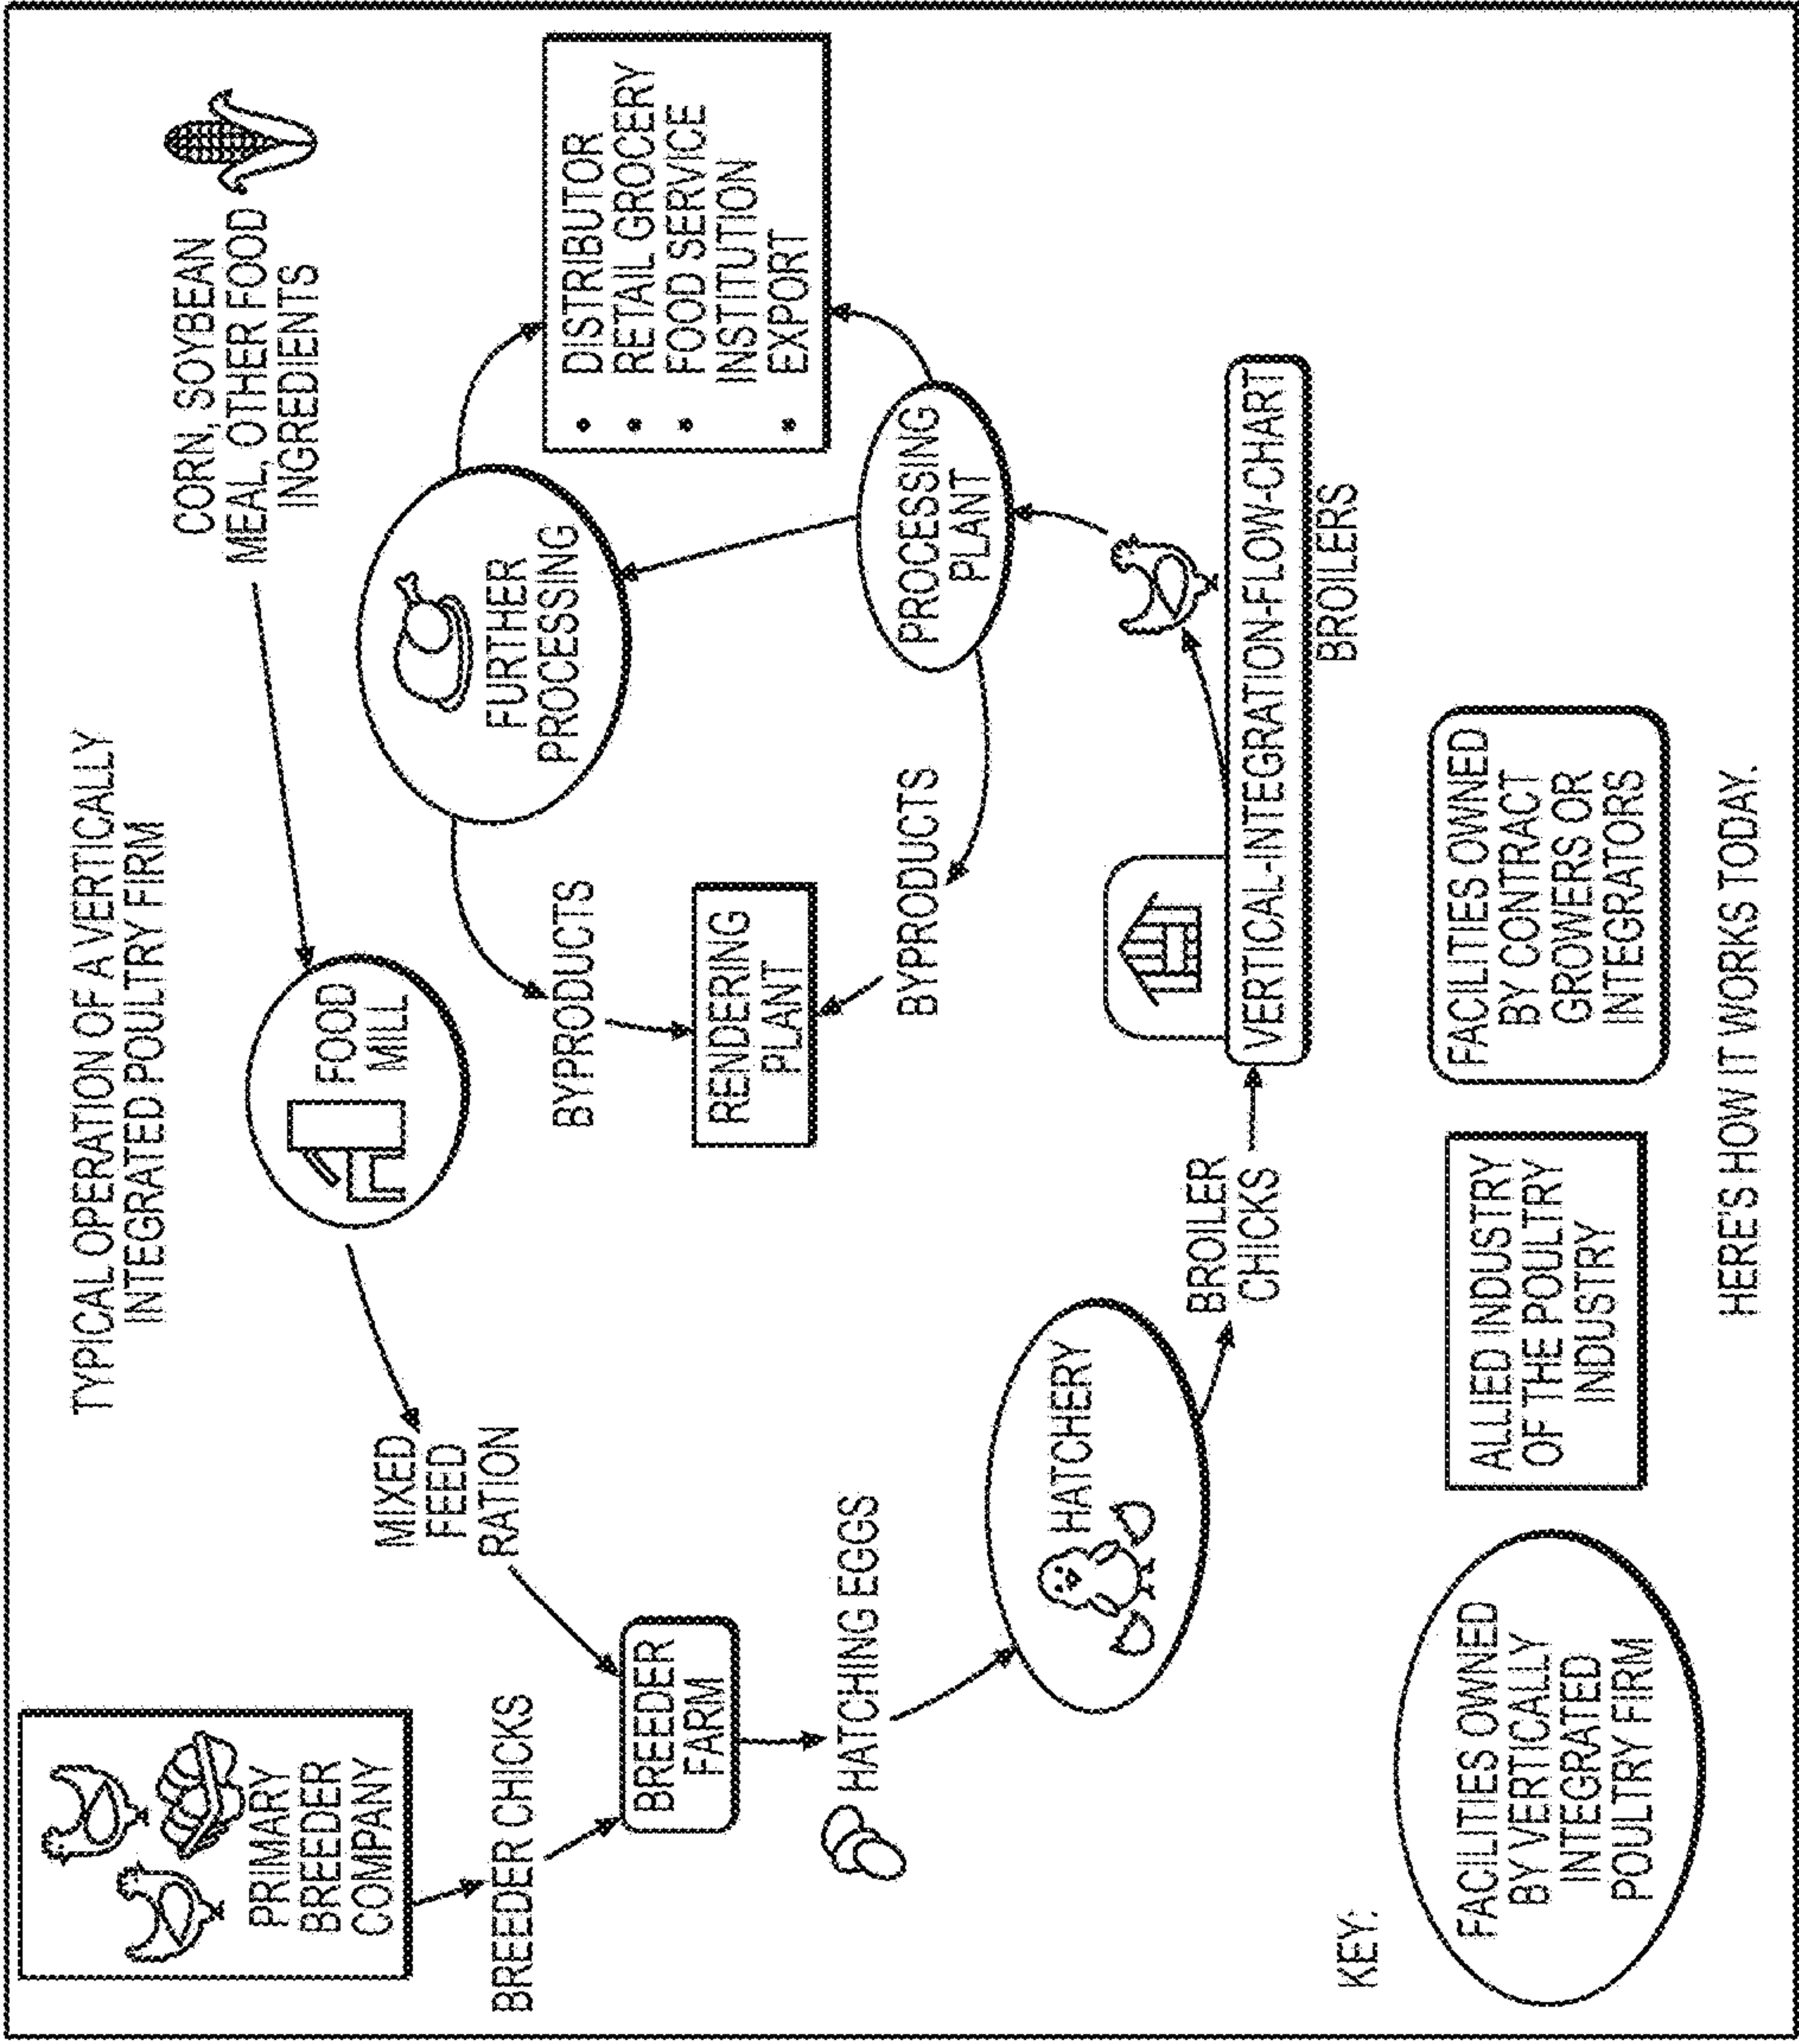 TYPICAL OPERATION OF A VERTICALLY
INTEGRATED POULTRY FIRM
PRIMARY
BREEDER
COMPANY
BREEDER CHICKS
MIXED
FEED
RATION
FOOD
MILL
CORN, SOYBEAN
MEAL, OTHER FOOD
INGREDIENTS
BREEDER
FARM
HATCHING EGGS
HATCHERY
BROILER
CHICKS
VERTICAL-INTEGRATION-FLOW-CHART
BROILERS
PROCESSING
PLANT
FURTHER
PROCESSING
BYPRODUCTS
RENDERING
PLANT
BYPRODUCTS
• DISTRIBUTOR
• RETAIL GROCERY
• FOOD SERVICE
INSTITUTION
• EXPORT
KEY:
FACILITIES OWNED
BY VERTICALLY
INTEGRATED
POULTRY FIRM
ALLIED INDUSTRY
OF THE POULTRY
INDUSTRY
FACILITIES OWNED
BY CONTRACT
GROWERS OR
INTEGRATORS
HERE'S HOW IT WORKS TODAY.